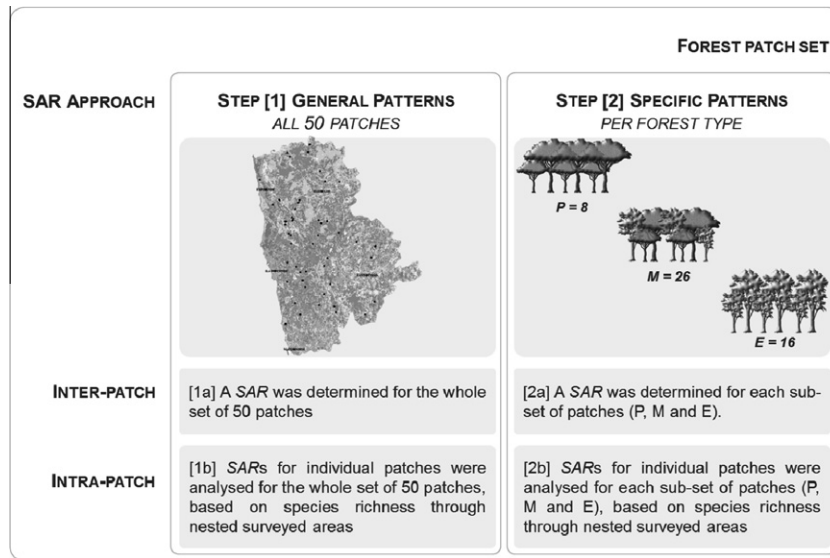 FOREST PATCH SET
SAR APPROACH
STEP [1] GENERAL PATTERNS
ALL 50 PATCHES
STEP [2] SPECIFIC PATTERNS
PER FOREST TYPE
P = 8
M = 26
E = 16
INTER-PATCH
[1a] A SAR was determined for the whole
set of 50 patches
[2a] A SAR was determined for each sub-
set of patches (P, M and E).
INTRA-PATCH
[1b] SARs for individual patches were
analysed for the whole set of 50 patches,
based on species richness through
nested surveyed areas
[2b] SARs for individual patches were
analysed for each sub-set of patches (P,
M and E), based on species richness
through nested surveyed areas